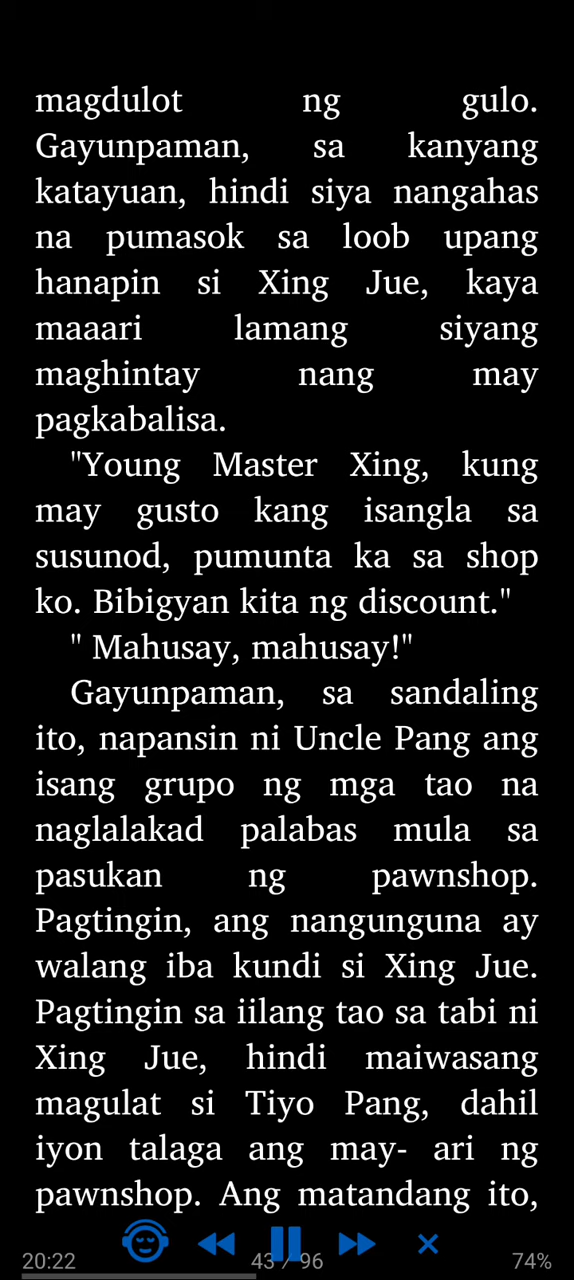 magdulot ng gulo.
Gayunpaman, sa kanyang
katayuan, hindi siya nangahas
na pumasok sa loob upang
hanapin si Xing Jue, kaya
maaari lamang siyang
maghintay nang may
pagkabalisa.
"Young Master Xing, kung
may gusto kang isangla sa
susunod, pumunta ka sa shop
ko. Bibigyan kita ng discount."
" Mahusay, mahusay!"
Gayunpaman, sa sandaling
ito, napansin ni Uncle Pang ang
isang grupo ng mga tao na
naglalakad palabas mula sa
pasukan ng pawnshop.
Pagtingin, ang nangunguna ay
walang iba kundi si Xing Jue.
Pagtingin sa iilang tao sa tabi ni
Xing Jue, hindi maiwasang
magulat si Tiyo Pang, dahil
iyon talaga ang may- ari ng
pawnshop. Ang matandang ito,
20:22 43 / 96 74%